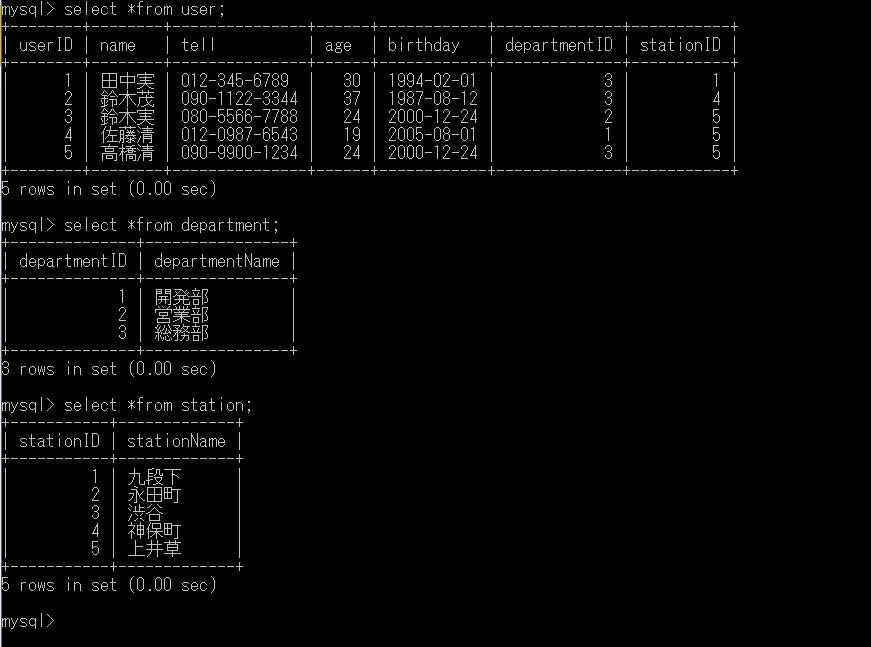 mysql> select *from user;
+--------+--------+---------------+------+------------+--------------+-----------+
| userID | name | tell | age | birthday | departmentID | stationID |
+--------+--------+---------------+------+------------+--------------+-----------+
| 1 | 田中実 | 012-345-6789 | 30 | 1994-02-01 | 3 | 1 |
| 2 | 鈴木茂 | 090-1122-3344 | 37 | 1987-08-12 | 3 | 4 |
| 3 | 鈴木実 | 080-5566-7788 | 24 | 2000-12-24 | 2 | 5 |
| 4 | 佐藤清 | 012-0987-6543 | 19 | 2005-08-01 | 1 | 5 |
| 5 | 高橋清 | 090-9900-1234 | 24 | 2000-12-24 | 3 | 5 |
+--------+--------+---------------+------+------------+--------------+-----------+
5 rows in set (0.00 sec)
mysql> select *from department;
+--------------+----------------+
| departmentID | departmentName |
+--------------+----------------+
| 1 | 開発部 |
| 2 | 営業部 |
| 3 | 総務部 |
+--------------+----------------+
3 rows in set (0.00 sec)
mysql> select *from station;
+-----------+-------------+
| stationID | stationName |
+-----------+-------------+
| 1 | 九段下 |
| 2 | 永田町 |
| 3 | 渋谷 |
| 4 | 神保町 |
| 5 | 上井草 |
+-----------+-------------+
5 rows in set (0.00 sec)
mysql>